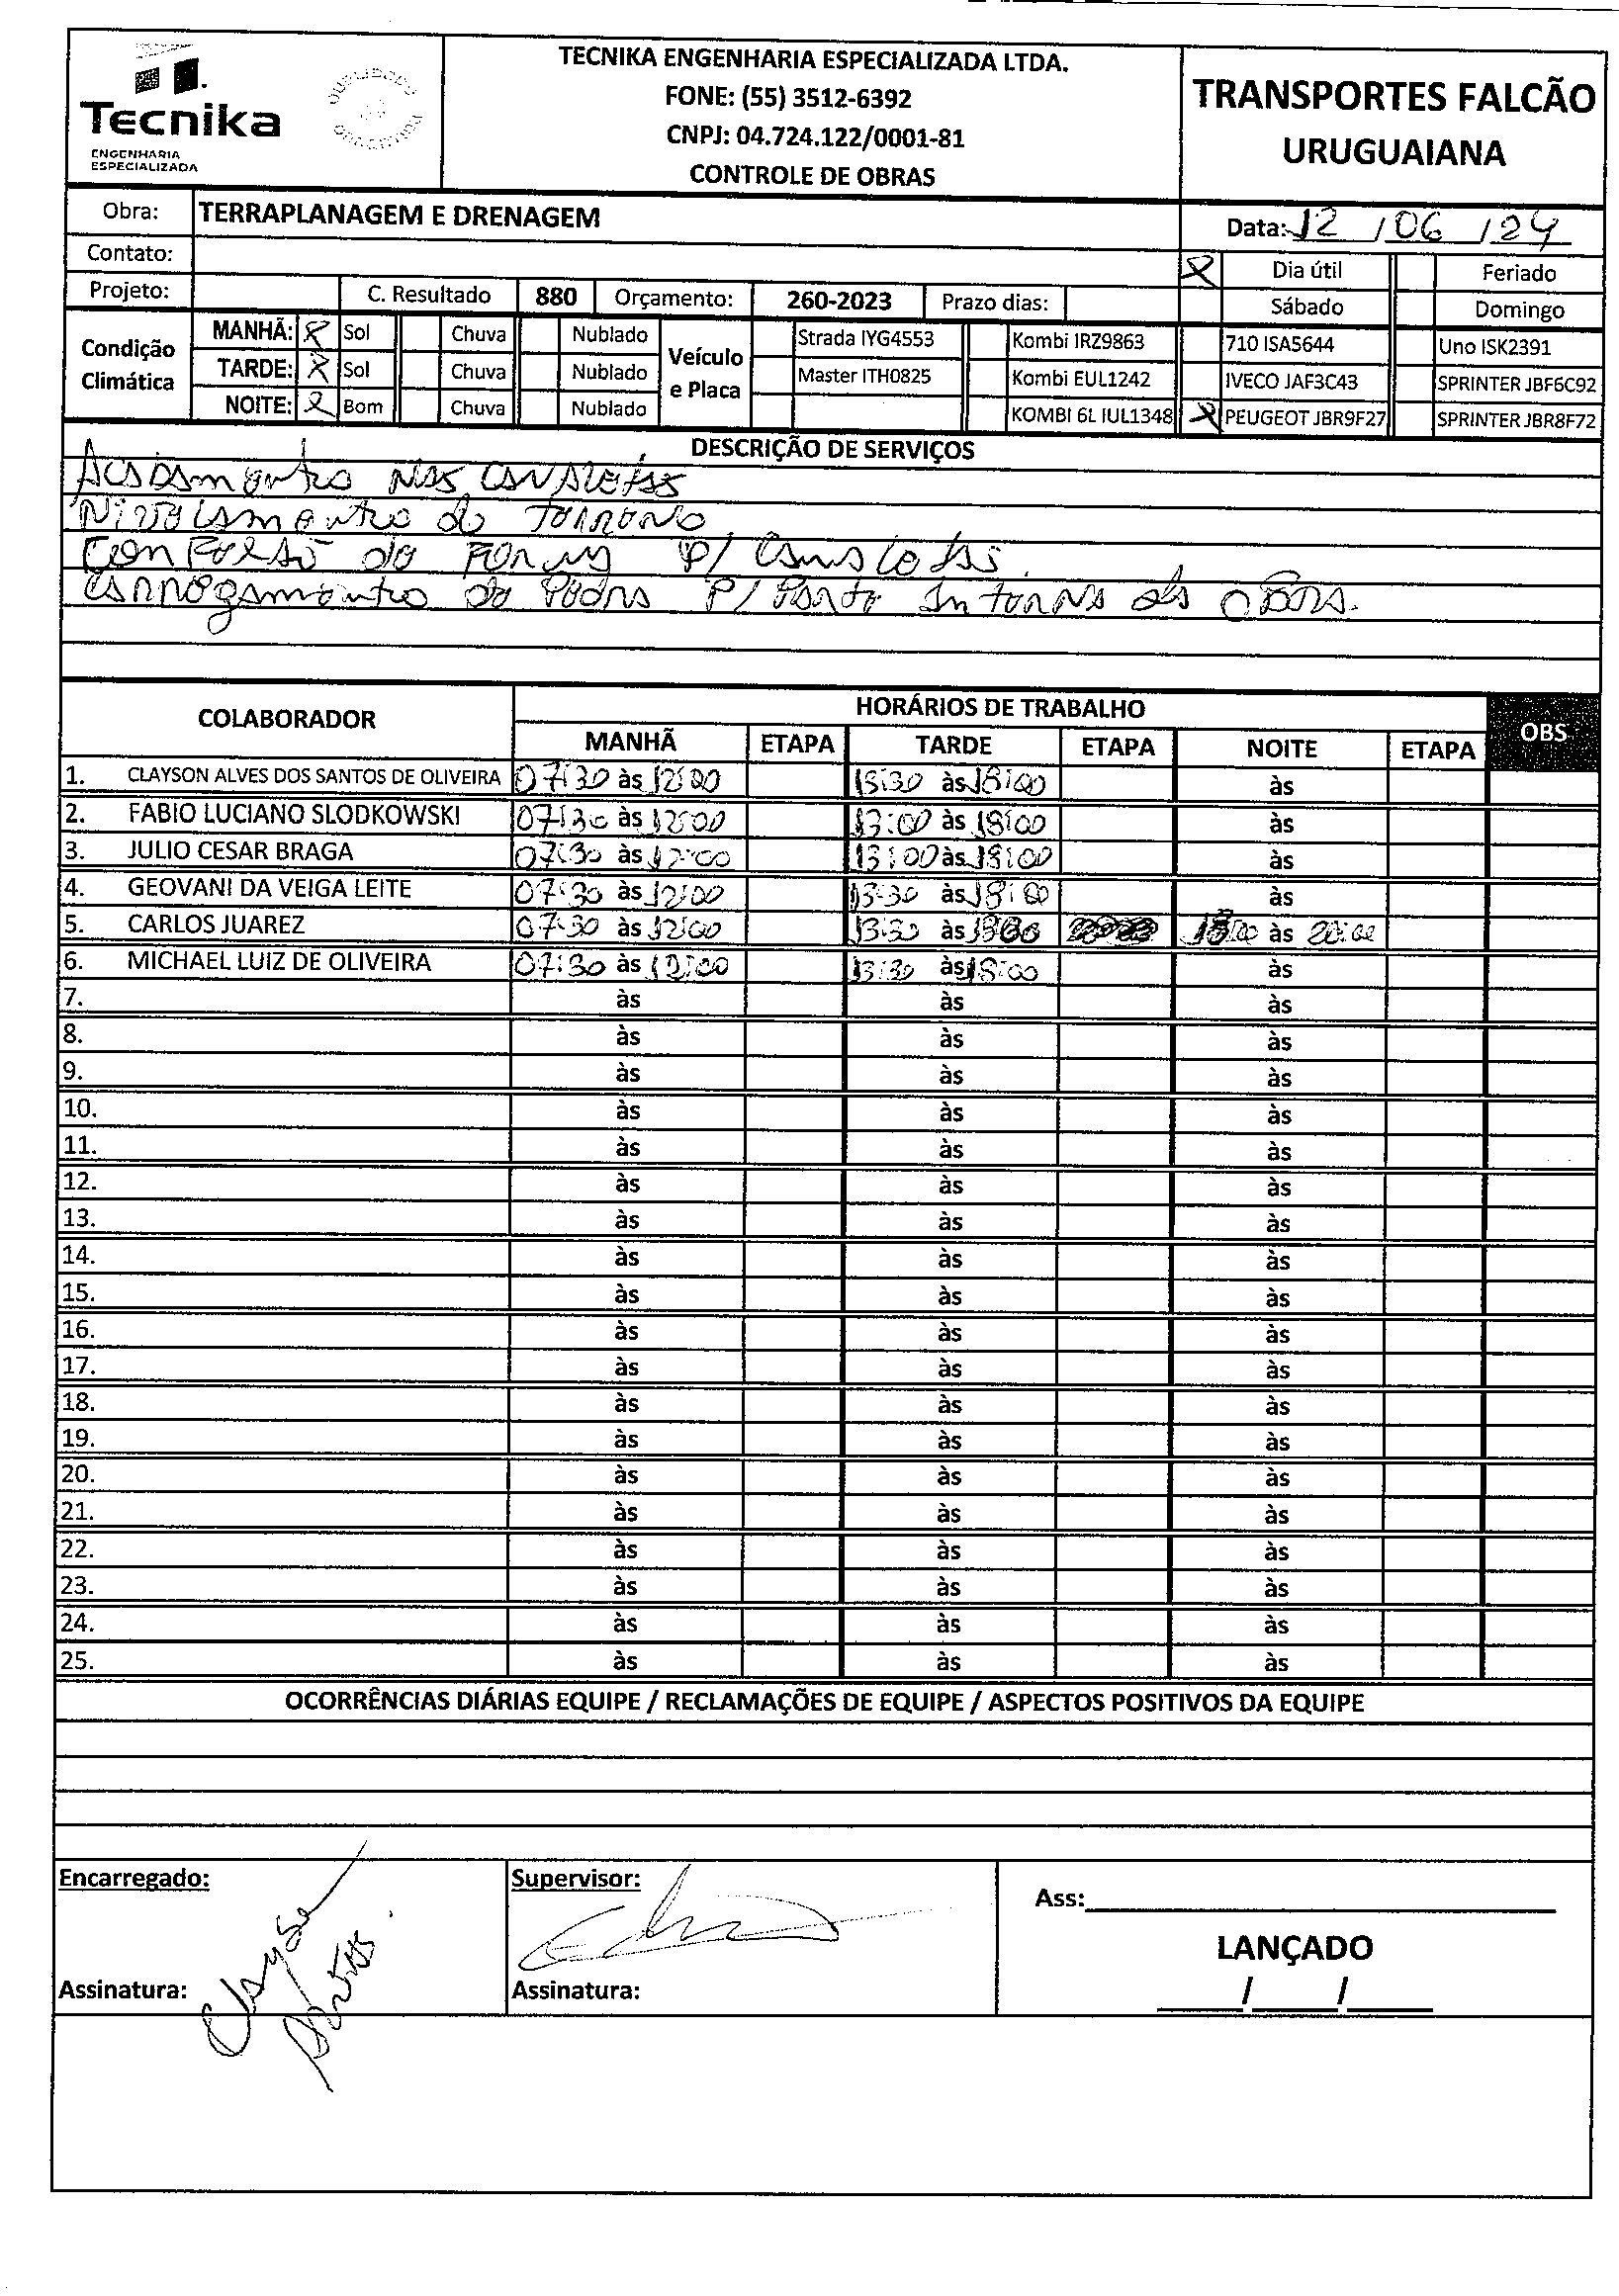 Tecnika
ENGENHARIA
ESPECIALIZADA
TECNIKA ENGENHARIA ESPECIALIZADA LTDA.
FONE: (55) 3512-6392
CNPJ: 04.724.122/0001-81
CONTROLE DE OBRAS
TRANSPORTES FALCÃO
URUGUAIANA
Obra: TERRAPLANAGEM E DRENAGEM
Data: 12 / 06 / 24
Contato:
X Dia útil Feriado
Projeto: C. Resultado 880 Orçamento: 260-2023 Prazo dias:
Sábado Domingo
Condição Climática
MANHÃ: X Sol Chuva Nublado
TARDE: X Sol Chuva Nublado
NOITE: X Bom Chuva Nublado
Veículo e Placa
Strada IYG4553 Kombi IRZ9863 710 ISA5644 Uno ISK2391
Master ITH0825 Kombi EUL1242 IVECO JAF3C43 SPRINTER JBF6C92
KOMBI 6L IUL1348 X PEUGEOT JBR9F27 SPRINTER JBR8F72
DESCRIÇÃO DE SERVIÇOS
Acabamento nas canaletas
Nivelamento do terreno
P/ canaletas
Carregamento de Pedra P/ Parte interna da obra.
COLABORADOR HORÁRIOS DE TRABALHO OBS
MANHÃ ETAPA TARDE ETAPA NOITE ETAPA
1. CLAYSON ALVES DOS SANTOS DE OLIVEIRA 07:30 às 12:00 13:30 às 18:00 às
2. FABIO LUCIANO SLODKOWSKI 07:30 às 12:00 13:00 às 18:00 às
3. JULIO CESAR BRAGA 07:30 às 12:00 13:00 às 18:00 às
4. GEOVANI DA VEIGA LEITE 07:30 às 12:00 13:30 às 18:00 às
5. CARLOS JUAREZ 07:30 às 12:00 13:30 às 18:00 às 20:00
6. MICHAEL LUIZ DE OLIVEIRA 07:30 às 12:00 13:30 às 18:00 às
7. às às às
8. às às às
9. às às às
10. às às às
11. às às às
12. às às às
13. às às às
14. às às às
15. às às às
16. às às às
17. às às às
18. às às às
19. às às às
20. às às às
21. às às às
22. às às às
23. às às às
24. às às às
25. às às às
OCORRÊNCIAS DIÁRIAS EQUIPE / RECLAMAÇÕES DE EQUIPE / ASPECTOS POSITIVOS DA EQUIPE
Encarregado: Supervisor: Ass:
LANÇADO
Assinatura: Assinatura: / /